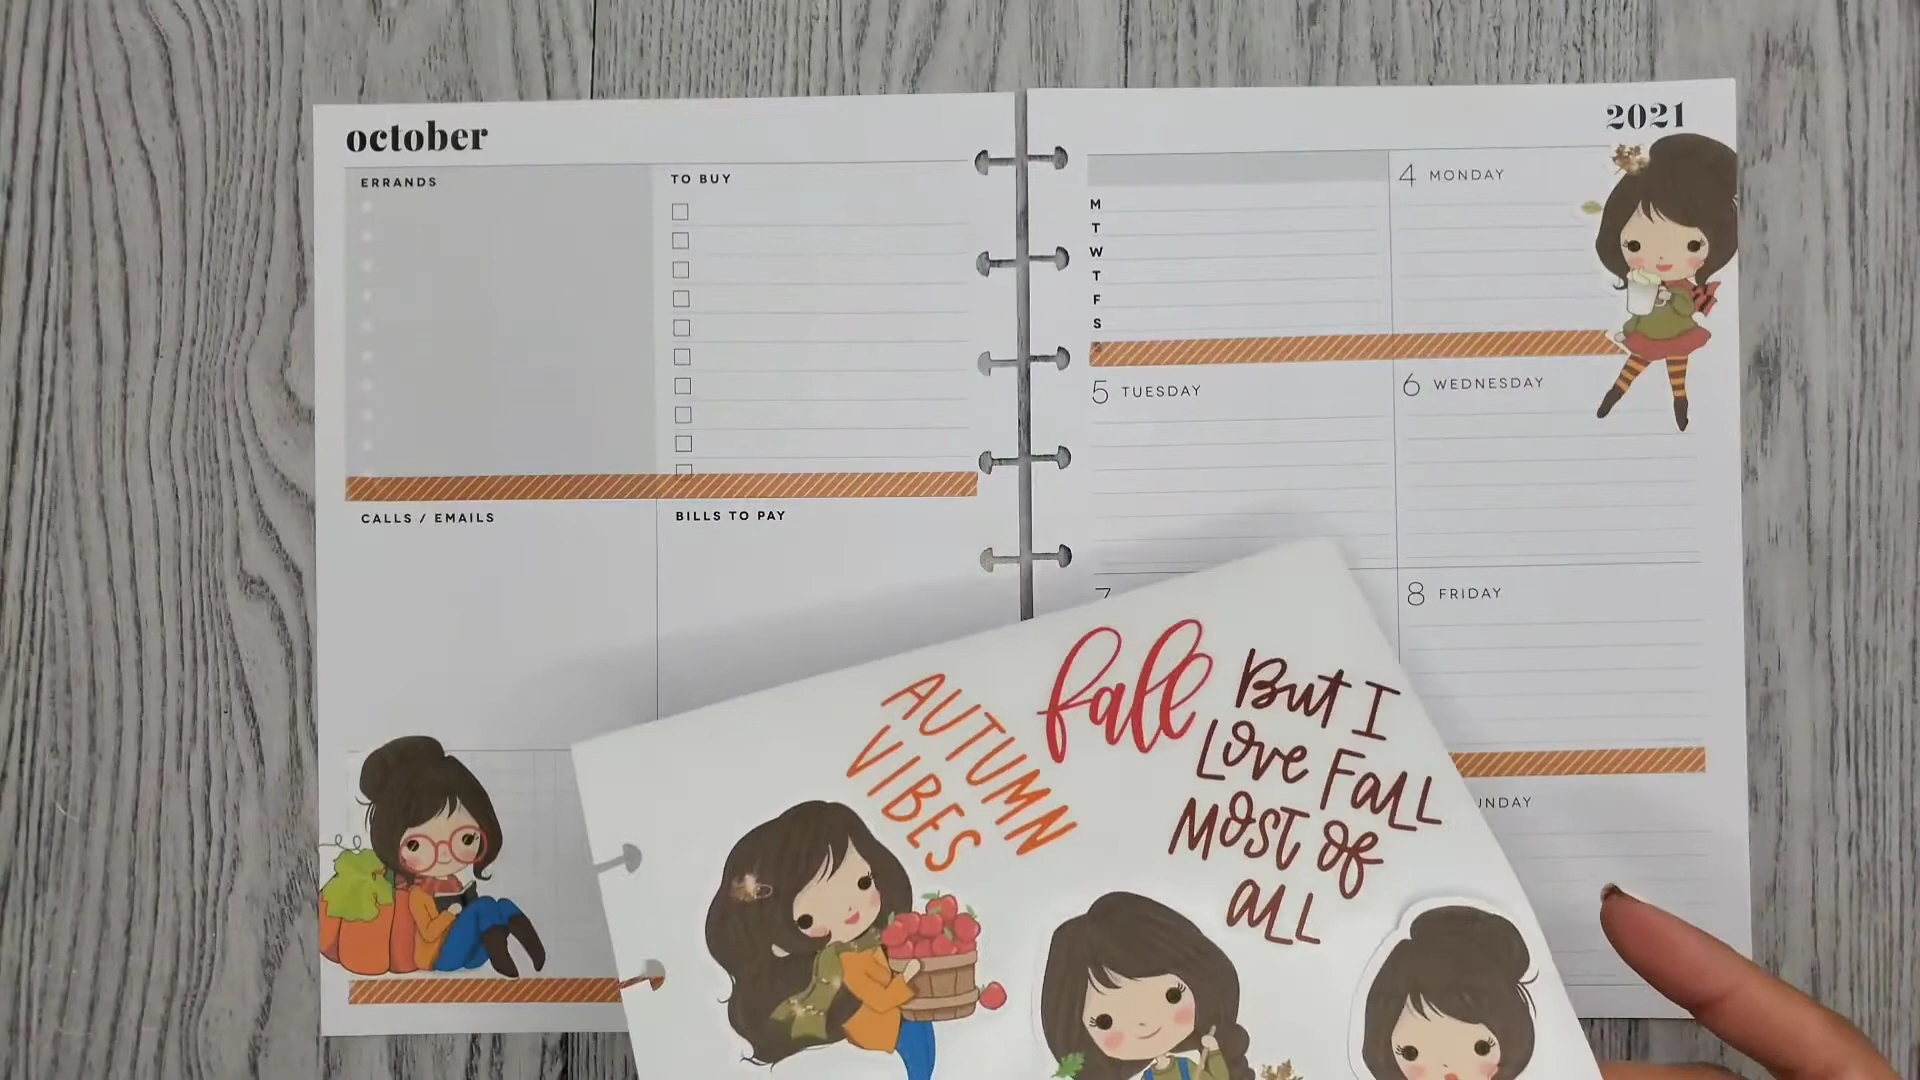 october
2021
ERRANDS
TO BUY
CALLS / EMAILS
BILLS TO PAY
M
T
W
T
F
S
S
4 MONDAY
5 TUESDAY
6 WEDNESDAY
7
8 FRIDAY
UNDAY
AUTUMN
VIBES
fall
But I
Love Fall
Most of
all